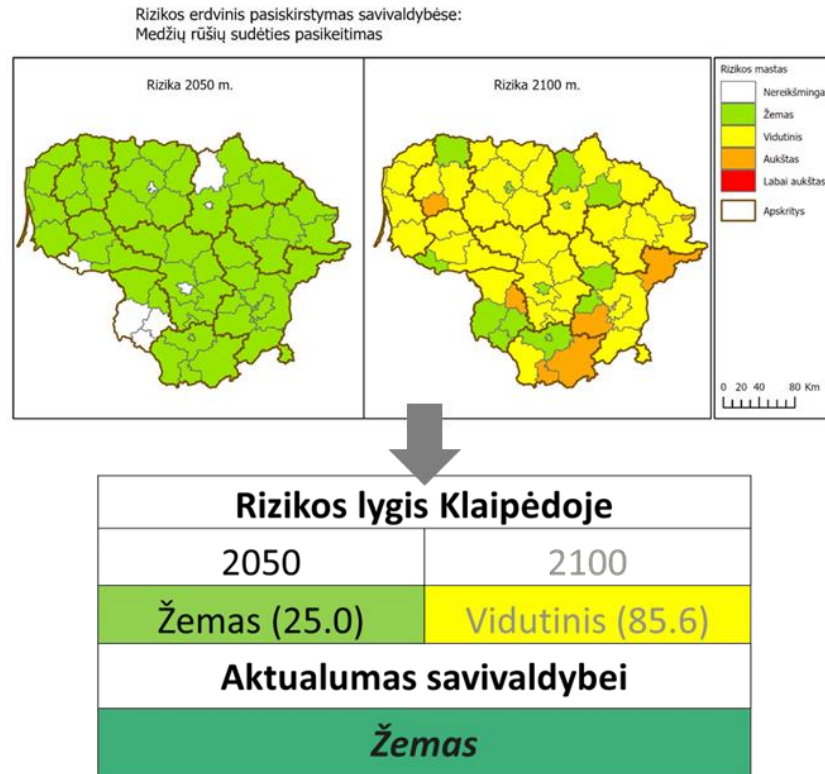 Rizikos erdvinis pasiskirstymas savivaldybėse:
Medžių rūšių sudėties pasikeitimas
Rizika 2050 m.
Rizika 2100 m.
Rizikos mastas
Nereikšminga
Žemas
Vidutinis
Aukštas
Labai aukštas
Apskritys
0 20 40 80 Km
Rizikos lygis Klaipėdoje
2050 2100
Žemas (25.0) Vidutinis (85.6)
Aktualumas savivaldybei
Žemas